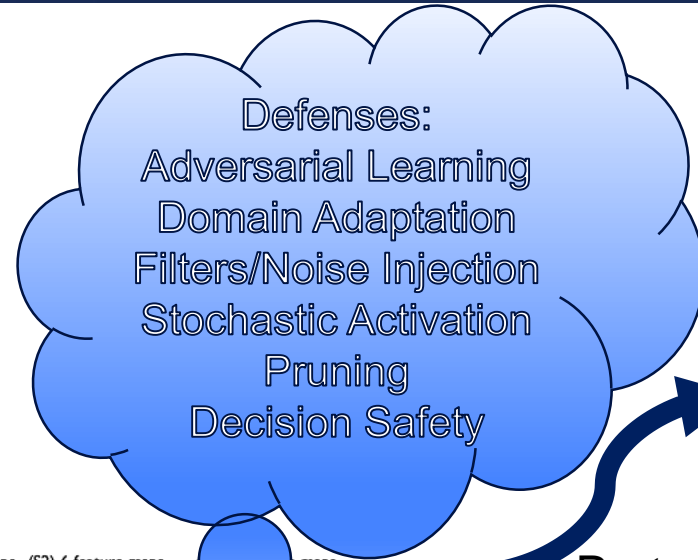 Defenses:
Adversarial Learning
Domain Adaptation
Filters/Noise Injection
Stochastic Activation
Pruning
Decision Safety